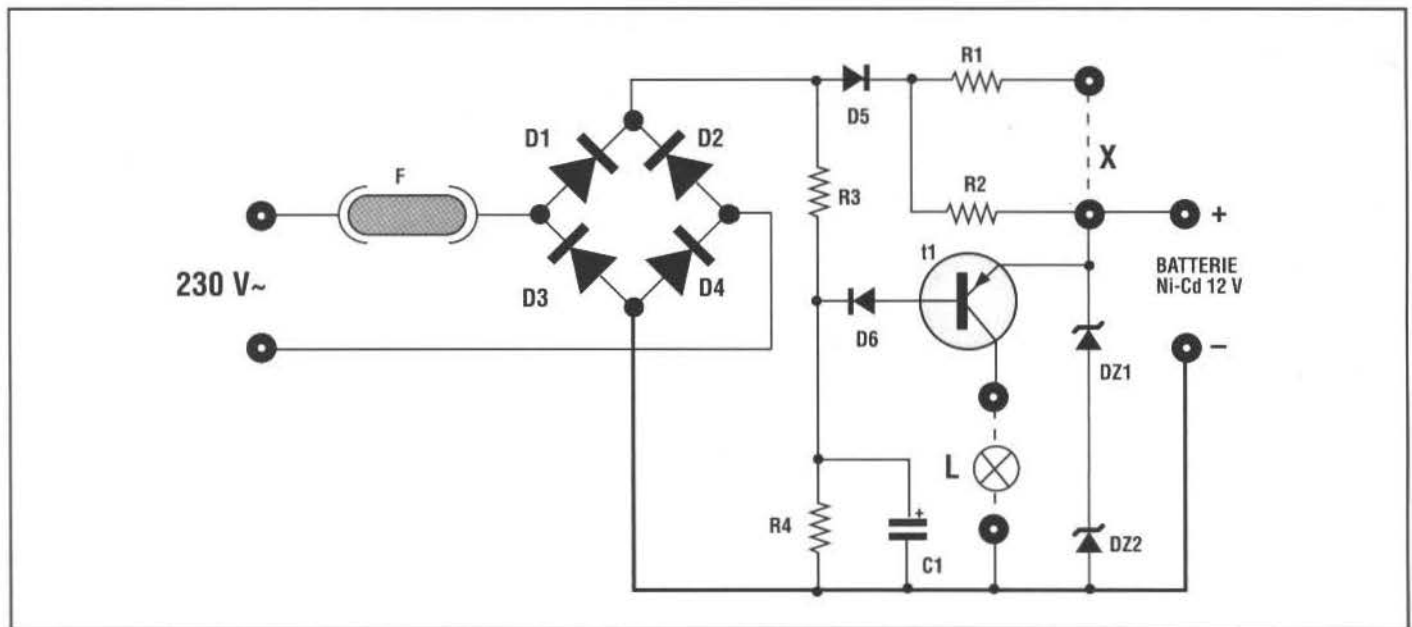 R1
D5
D1
D2
X
F
R3
R2
+
t1
BATTERIE
Ni-Cd 12 V
230 V~
D3
D4
D6
–
DZ1
L
R4
+
C1
DZ2